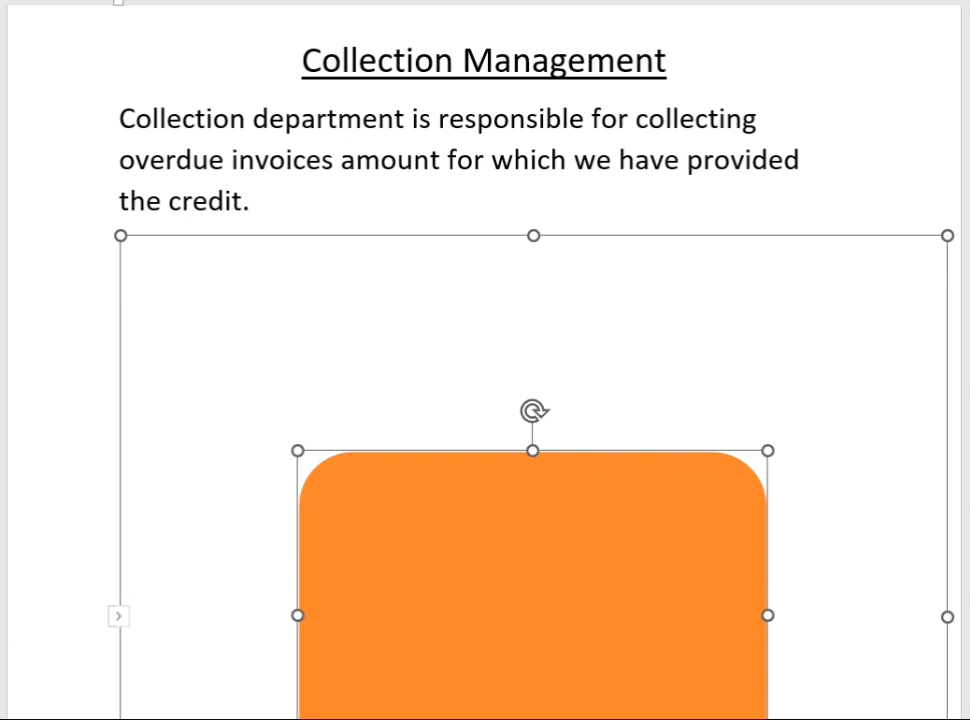 Collection Management
Collection department is responsible for collecting
overdue invoices amount for which we have provided
the credit.